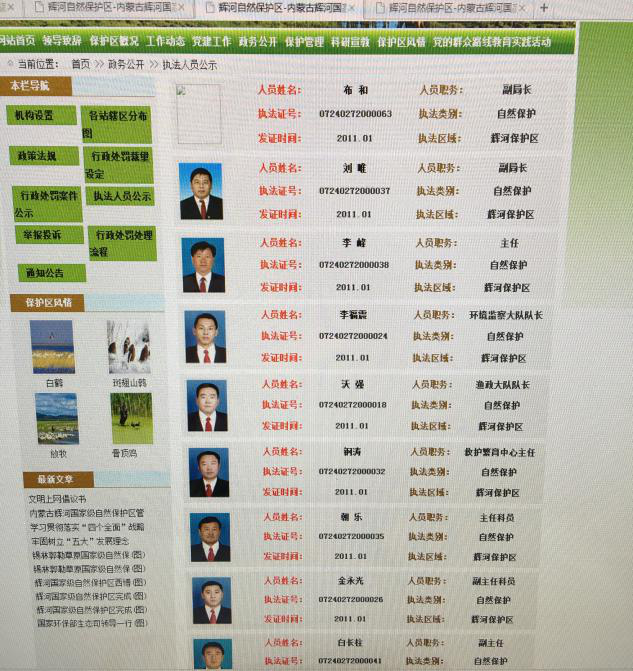 辉河自然保护区-内蒙古辉河国
辉河自然保护区-内蒙古辉河国
辉河自然保护区-内蒙古辉河国
网站首页 领导致辞 保护区概况 工作动态 党建工作 政务公开 保护管理 科研宣教 保护区风情 党的群众路线教育实践活动
当前位置： 首页 >> 政务公开 >> 执法人员公示
本栏导航
机构设置
各站辖区分布图
政策法规
行政处罚裁量设定
行政处罚案件公示
执法人员公示
举报投诉
行政处罚处理流程
通知公告
保护区风情
白鹤
斑翅山鹑
放牧
骨顶鸡
最新文章
文明上网倡议书
内蒙古辉河国家级自然保护区管
学习贯彻落实“四个全面”战略
牢固树立“五大”发展理念
锡林郭勒草原国家级自然保 (图)
锡林郭勒草原国家级自然保 (图)
辉河国家级自然保护区西博 (图)
辉河国家级自然保护区完成 (图)
辉河国家级自然保护区完成 (图)
国家环保部生态司领导一行 (图)
人员姓名： 布 和 人员职务： 副局长
执法证号： 07240272000063 执法类别： 自然保护
发证时间： 2011.01 执法区域： 辉河保护区
人员姓名： 刘 唯 人员职务： 副局长
执法证号： 07240272000037 执法类别： 自然保护
发证时间： 2011.01 执法区域： 辉河保护区
人员姓名： 李 峰 人员职务： 主任
执法证号： 07240272000038 执法类别： 自然保护
发证时间： 2011.01 执法区域： 辉河保护区
人员姓名： 李福震 人员职务： 环境监察大队队长
执法证号： 07240272000024 执法类别： 自然保护
发证时间： 2011.01 执法区域： 辉河保护区
人员姓名： 沃 强 人员职务： 渔政大队队长
执法证号： 07240272000018 执法类别： 自然保护
发证时间： 2011.01 执法区域： 辉河保护区
人员姓名： 钢涛 人员职务： 救护繁育中心主任
执法证号： 07240272000032 执法类别： 自然保护
发证时间： 2011.01 执法区域： 辉河保护区
人员姓名： 朝 乐 人员职务： 主任科员
执法证号： 07240272000035 执法类别： 自然保护
发证时间： 2011.01 执法区域： 辉河保护区
人员姓名： 金永光 人员职务： 副主任科员
执法证号： 07240272000026 执法类别： 自然保护
发证时间： 2011.01 执法区域： 辉河保护区
人员姓名： 白长柱 人员职务： 副主任
执法证号： 07240272000041 执法类别： 自然保护